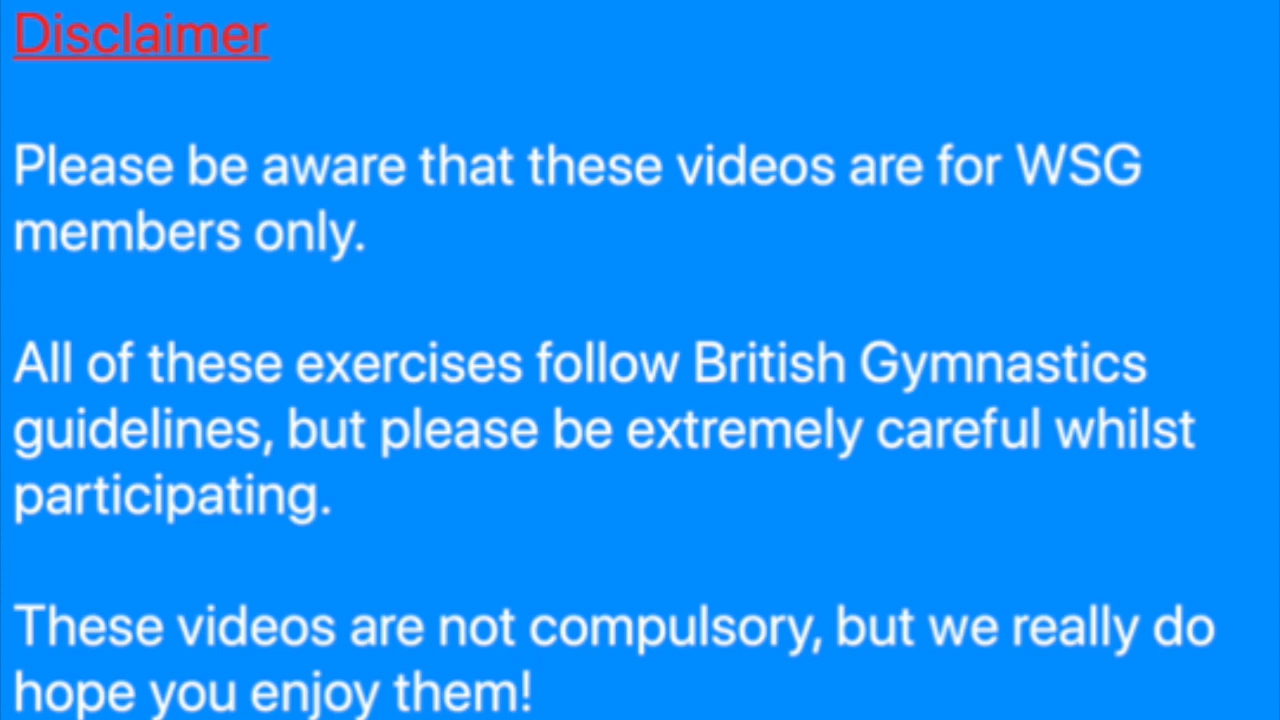 Disclaimer
Please be aware that these videos are for WSG
members only.
All of these exercises follow British Gymnastics
guidelines, but please be extremely careful whilst
participating.
These videos are not compulsory, but we really do
hope you enjoy them!